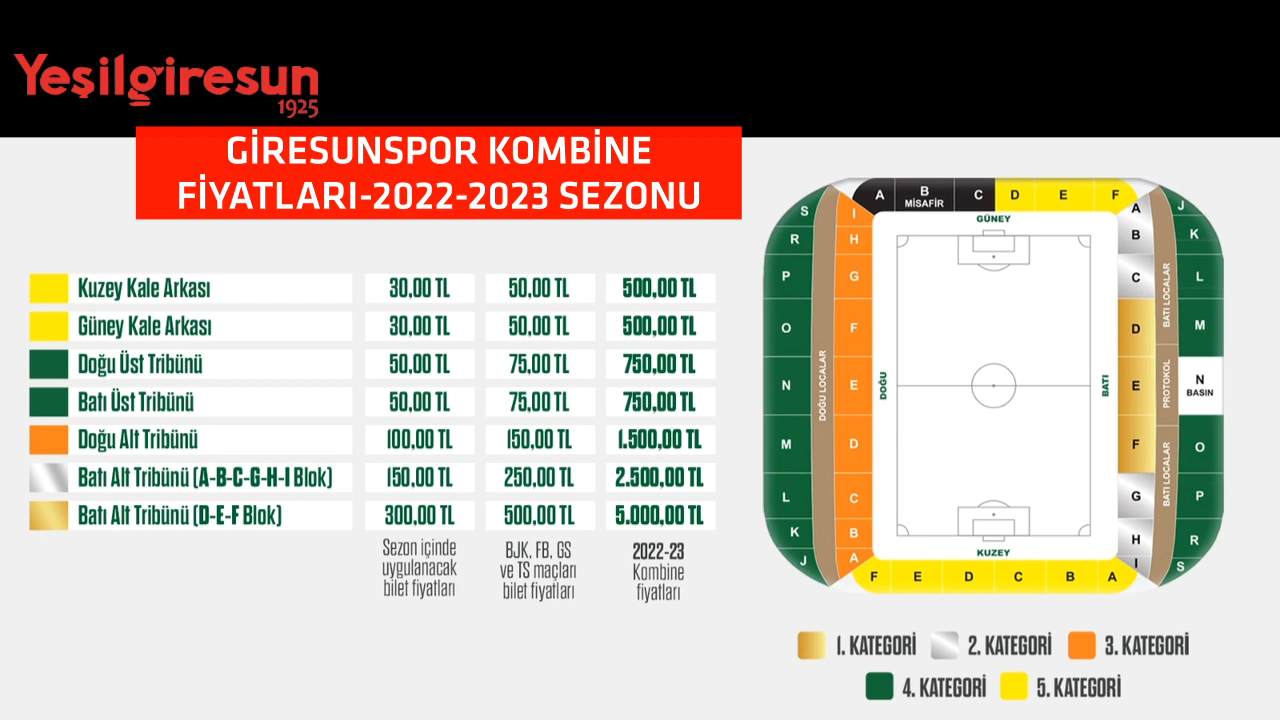 Yeşilgiresun
1925
GİRESUNSPOR KOMBİNE
FİYATLARI-2022-2023 SEZONU
Kuzey Kale Arkası 30,00 TL 50,00 TL 500,00 TL
Güney Kale Arkası 30,00 TL 50,00 TL 500,00 TL
Doğu Üst Tribünü 50,00 TL 75,00 TL 750,00 TL
Batı Üst Tribünü 50,00 TL 75,00 TL 750,00 TL
Doğu Alt Tribünü 100,00 TL 150,00 TL 1.500,00 TL
Batı Alt Tribünü (A-B-C-G-H-I Blok) 150,00 TL 250,00 TL 2.500,00 TL
Batı Alt Tribünü (D-E-F Blok) 300,00 TL 500,00 TL 5.000,00 TL
Sezon içinde
uygulanacak
bilet fiyatları
BJK, FB, GS
ve TS maçları
bilet fiyatları
2022-23
Kombine
fiyatları
A B C D E F
MİSAFİR
GÜNEY
S
R
P
O
N
M
L
K
J
DOĞU LOCALAR
I
H
G
F
E
D
C
B
A
DOĞU
BATI
A
B
C
D
E
F
G
H
I
BATI LOCALAR
PROTOKOL
BATI LOCALAR
J
K
L
M
N
BASIN
O
P
R
S
KUZEY
F E D C B A
1. KATEGORİ 2. KATEGORİ 3. KATEGORİ
4. KATEGORİ 5. KATEGORİ